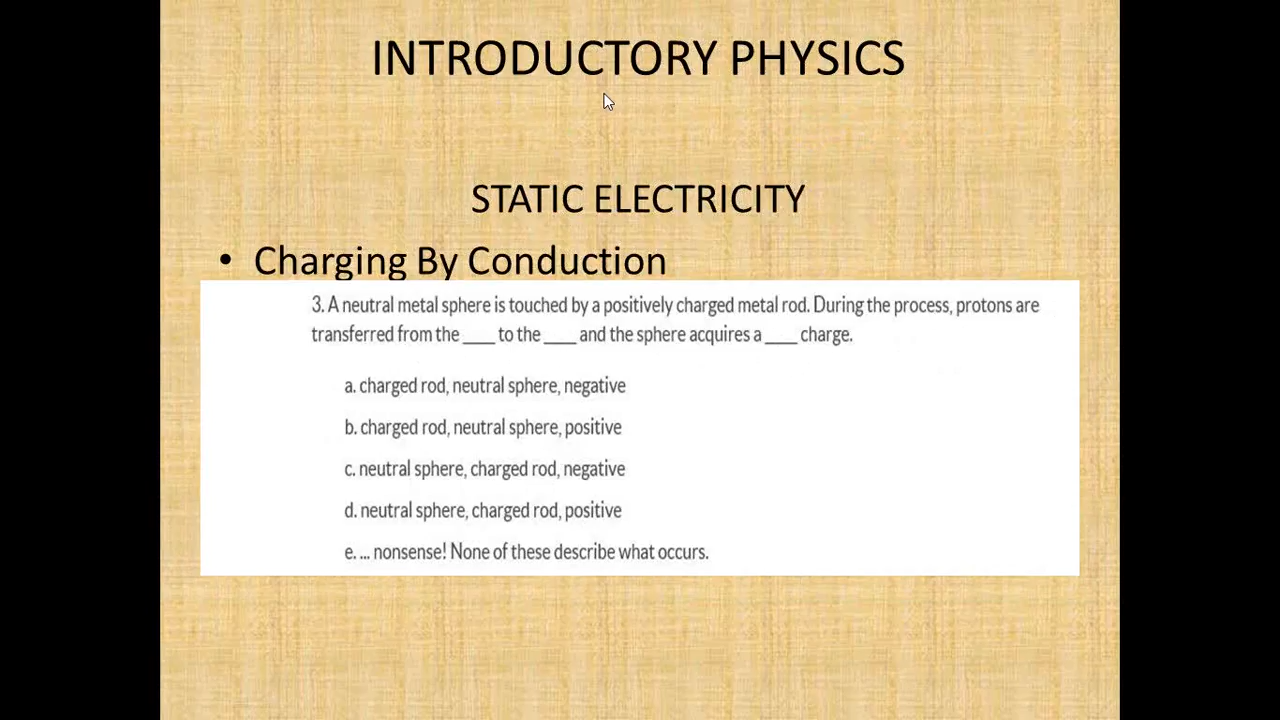 INTRODUCTORY PHYSICS
STATIC ELECTRICITY
• Charging By Conduction
3. A neutral metal sphere is touched by a positively charged metal rod. During the process, protons are
transferred from the ____ to the ____ and the sphere acquires a ____ charge.
a. charged rod, neutral sphere, negative
b. charged rod, neutral sphere, positive
c. neutral sphere, charged rod, negative
d. neutral sphere, charged rod, positive
e. ... nonsense! None of these describe what occurs.